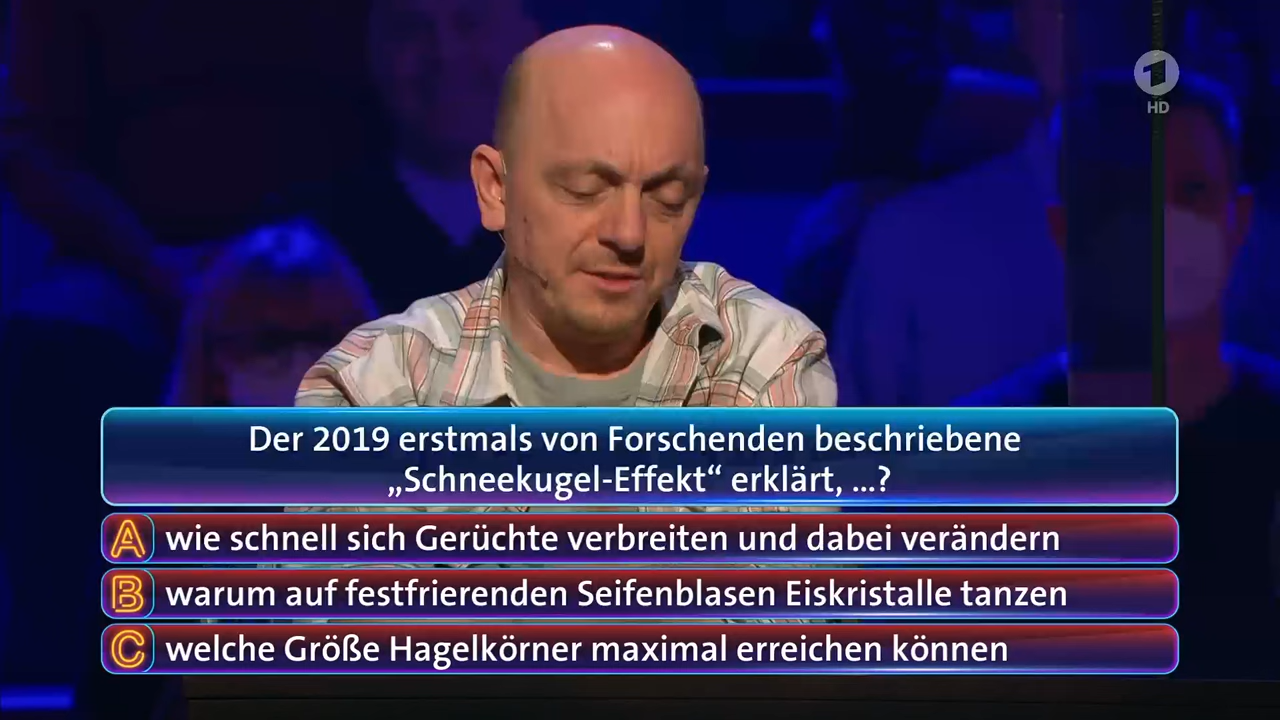 1
HD
Der 2019 erstmals von Forschenden beschriebene
„Schneekugel-Effekt“ erklärt, ...?
A wie schnell sich Gerüchte verbreiten und dabei verändern
B warum auf festfrierenden Seifenblasen Eiskristalle tanzen
C welche Größe Hagelkörner maximal erreichen können